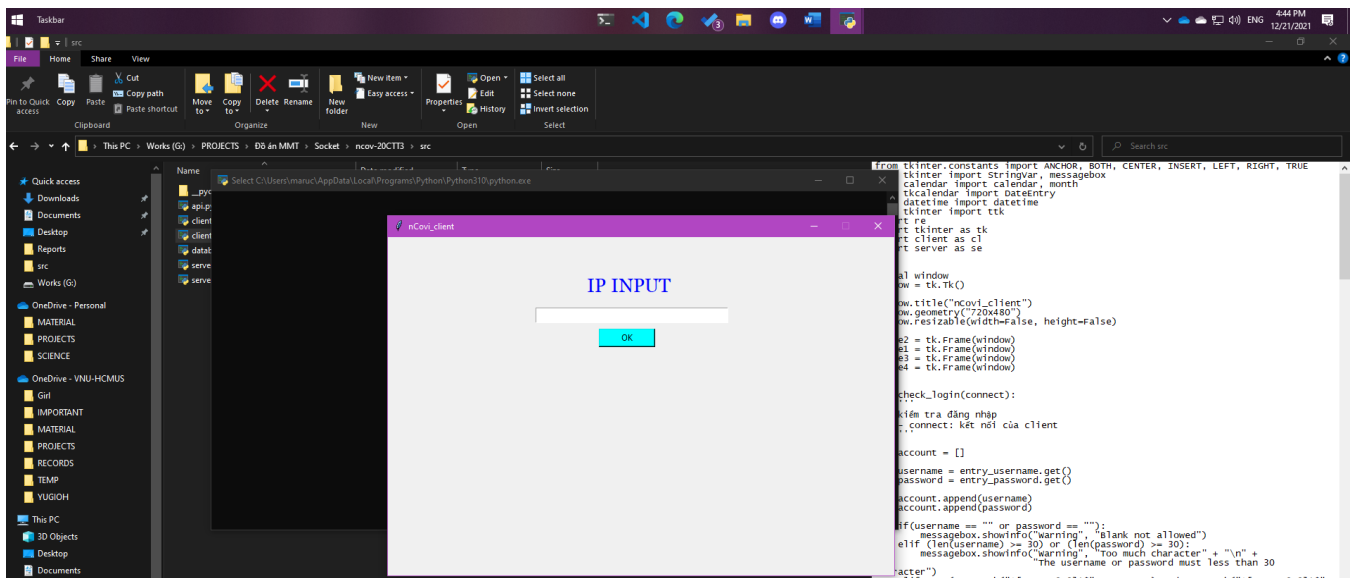 Taskbar
3
ENG
4:44 PM
12/21/2021
src
File Home Share View
Pin to Quick access
Copy
Paste
Cut
Copy path
Paste shortcut
Move to
Copy to
Delete
Rename
New folder
New item
Easy access
Properties
Open
Edit
History
Select all
Select none
Invert selection
Clipboard
Organize
New
Open
Select
This PC › Works (G:) › PROJECTS › Đồ án MMT › Socket › ncov-20CTT3 › src
Search src
Quick access
Downloads
Documents
Desktop
Reports
src
Works (G:)
OneDrive - Personal
MATERIAL
PROJECTS
SCIENCE
OneDrive - VNU-HCMUS
Girl
IMPORTANT
MATERIAL
PROJECTS
RECORDS
TEMP
YUGIOH
This PC
3D Objects
Desktop
Documents
Name
__pyc
api.p
client
client
datab
serve
serve
Select C:\Users\maruc\AppData\Local\Programs\Python\Python310\python.exe
nCovi_client
IP INPUT
OK
from tkinter.constants import ANCHOR, BOTH, CENTER, INSERT, LEFT, RIGHT, TRUE
tkinter import StringVar, messagebox
calendar import calendar, month
tkcalendar import DateEntry
datetime import datetime
tkinter import ttk
rt re
rt tkinter as tk
rt client as cl
rt server as se
al window
ow = tk.Tk()
ow.title("nCovi_client")
ow.geometry("720x480")
ow.resizable(width=False, height=False)
e2 = tk.Frame(window)
e1 = tk.Frame(window)
e3 = tk.Frame(window)
e4 = tk.Frame(window)
check_login(connect):
'''
kiểm tra đăng nhập
- connect: kết nối của client
'''
account = []
username = entry_username.get()
password = entry_password.get()
account.append(username)
account.append(password)
if(username == "" or password == ""):
messagebox.showinfo("Warning", "Blank not allowed")
elif (len(username) >= 30) or (len(password) >= 30):
messagebox.showinfo("Warning", "Too much character" + "\n" +
"The username or password must less than 30
racter")